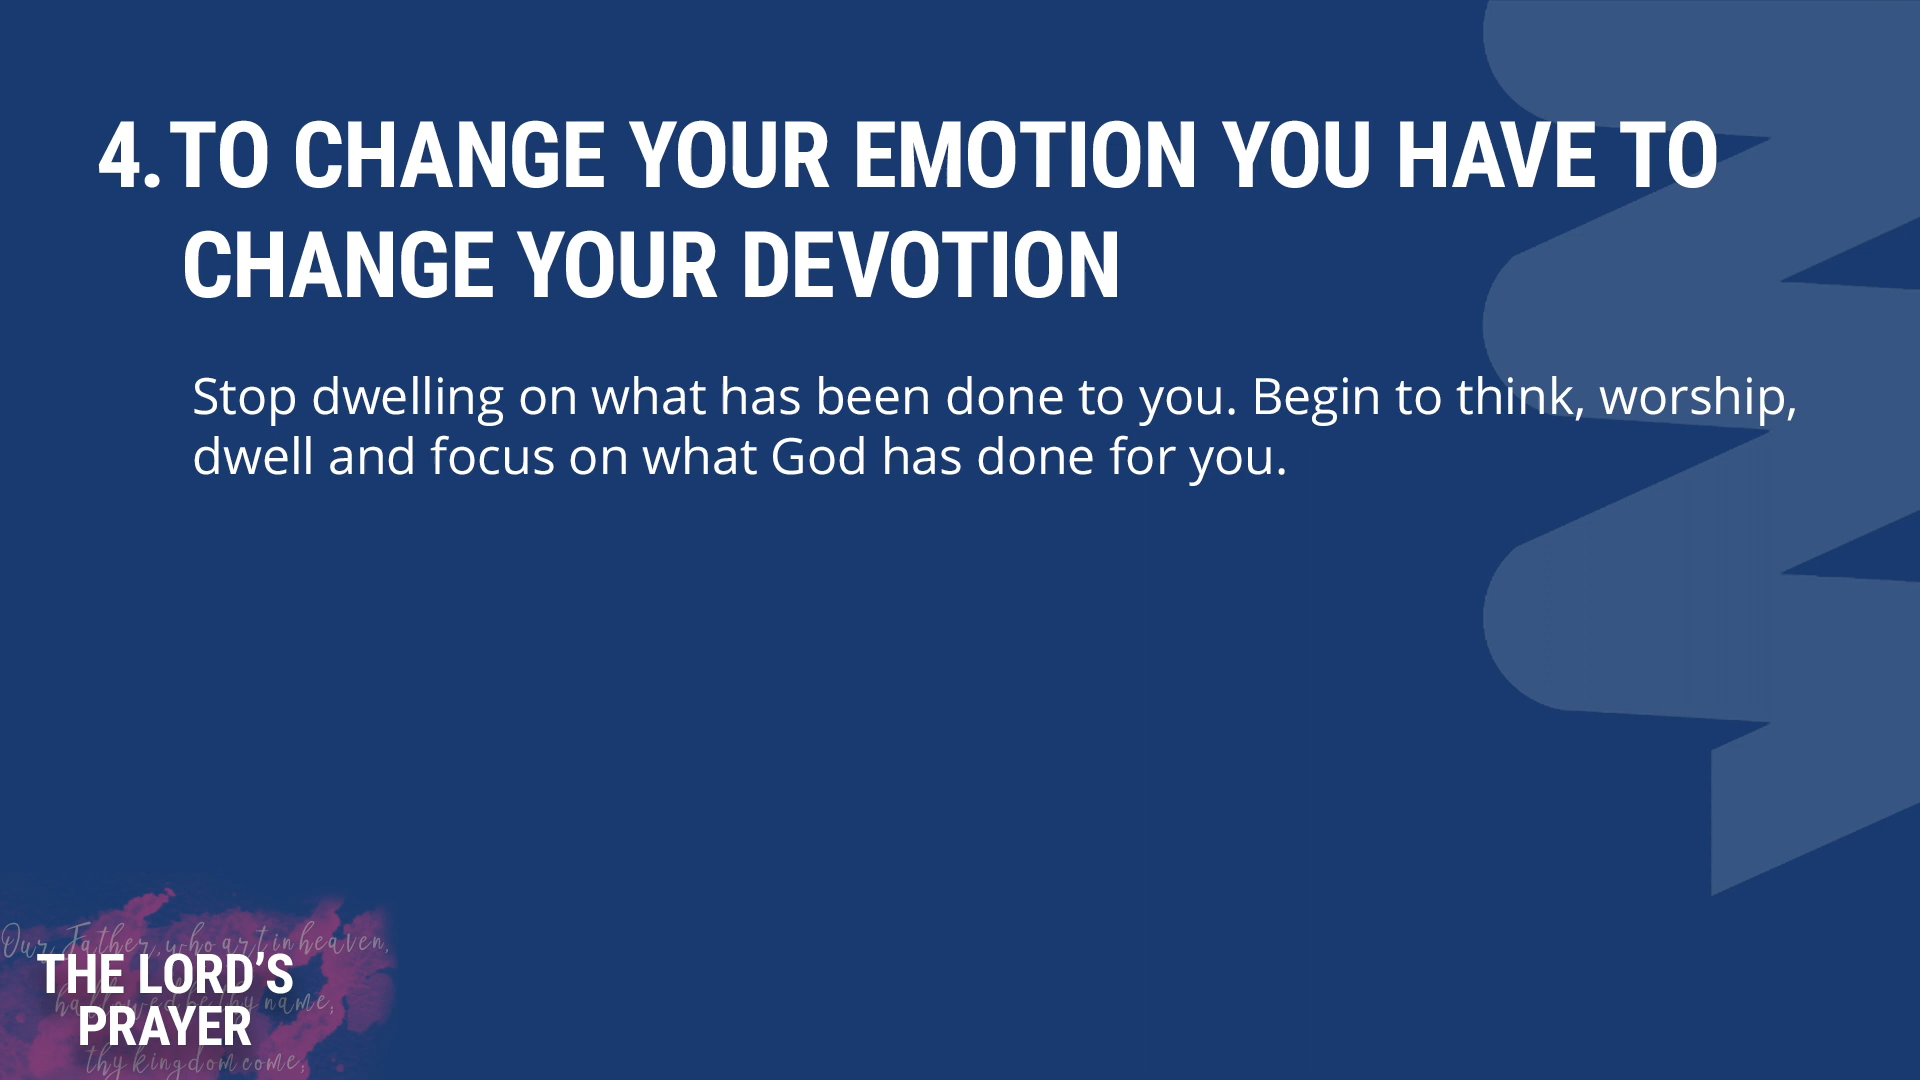 4. TO CHANGE YOUR EMOTION YOU HAVE TO
CHANGE YOUR DEVOTION
Stop dwelling on what has been done to you. Begin to think, worship,
dwell and focus on what God has done for you.
Our Father, who art in heaven,
THE LORD’S
hallowed be thy name;
PRAYER
thy kingdom come;